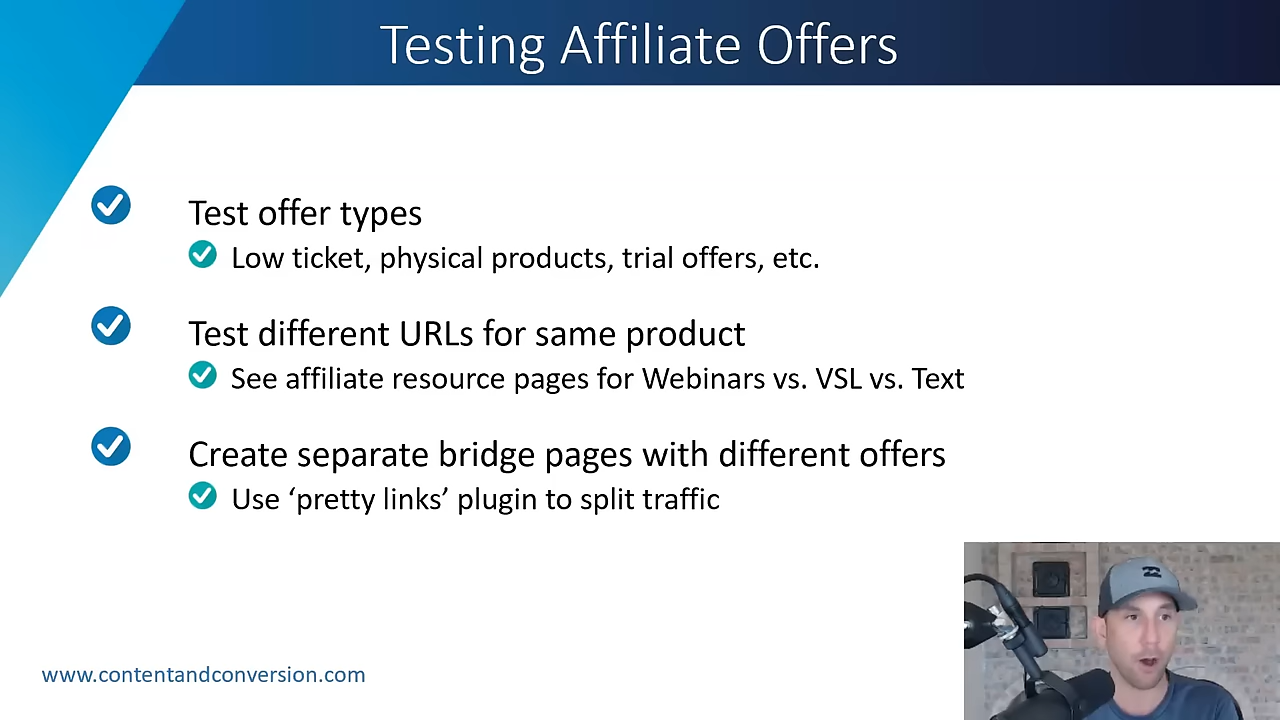 Testing Affiliate Offers
Test offer types
Low ticket, physical products, trial offers, etc.
Test different URLs for same product
See affiliate resource pages for Webinars vs. VSL vs. Text
Create separate bridge pages with different offers
Use ‘pretty links’ plugin to split traffic
www.contentandconversion.com